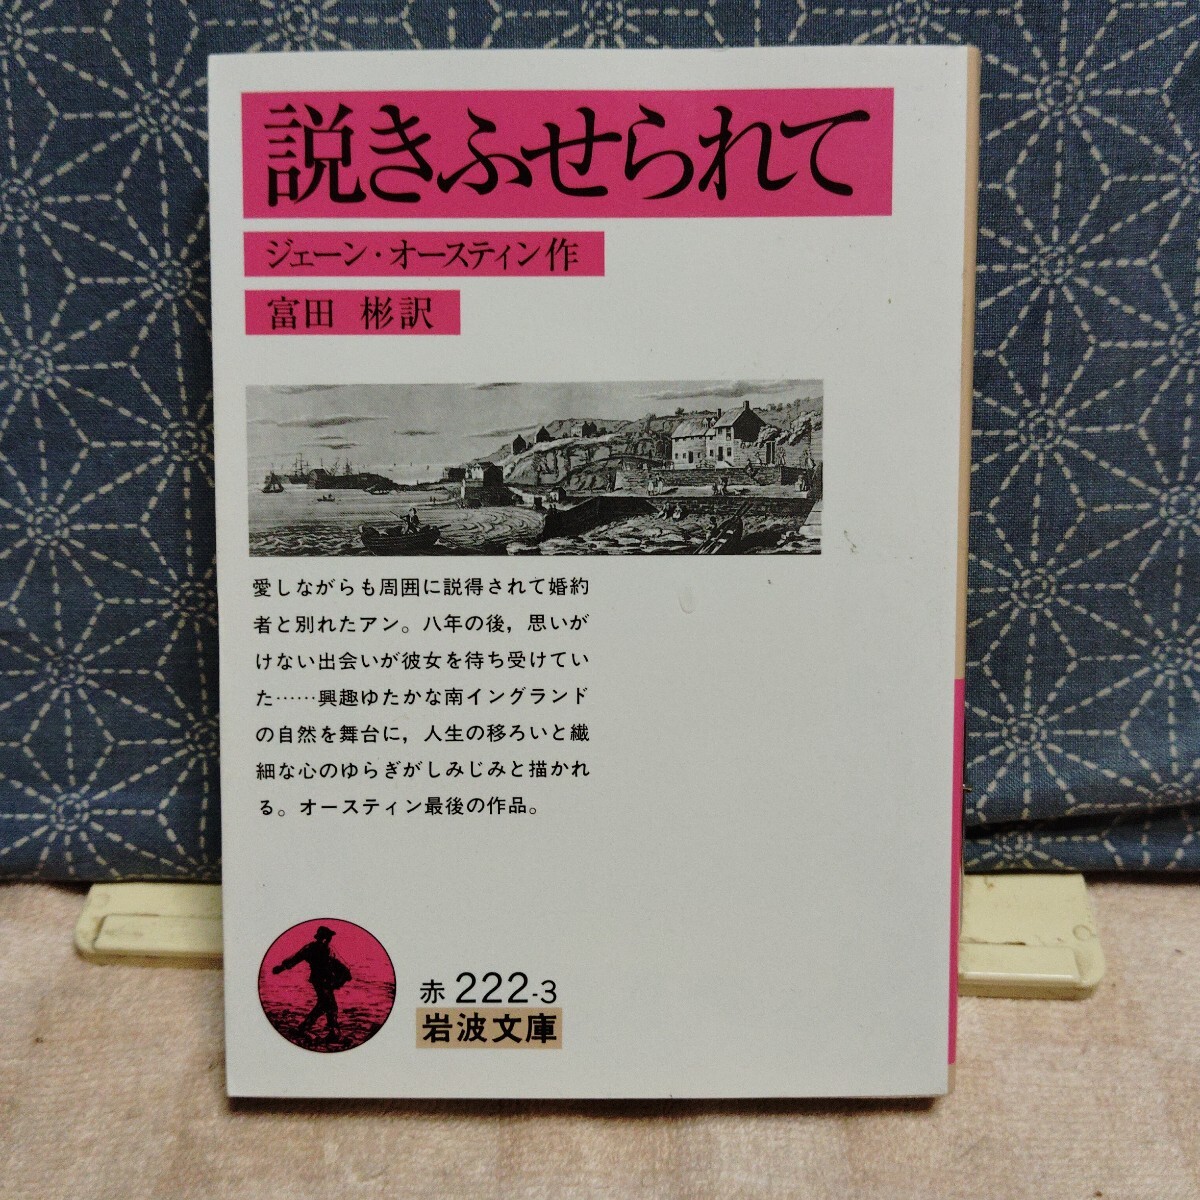 説きふせられて
ジェーン・オースティン作
富田 彬訳
愛しながらも周囲に説得されて婚約
者と別れたアン。八年の後，思いが
けない出会いが彼女を待ち受けてい
た……興趣ゆたかな南イングランド
の自然を舞台に，人生の移ろいと繊
細な心のゆらぎがしみじみと描かれ
る。オースティン最後の作品。
赤 222-3
岩波文庫